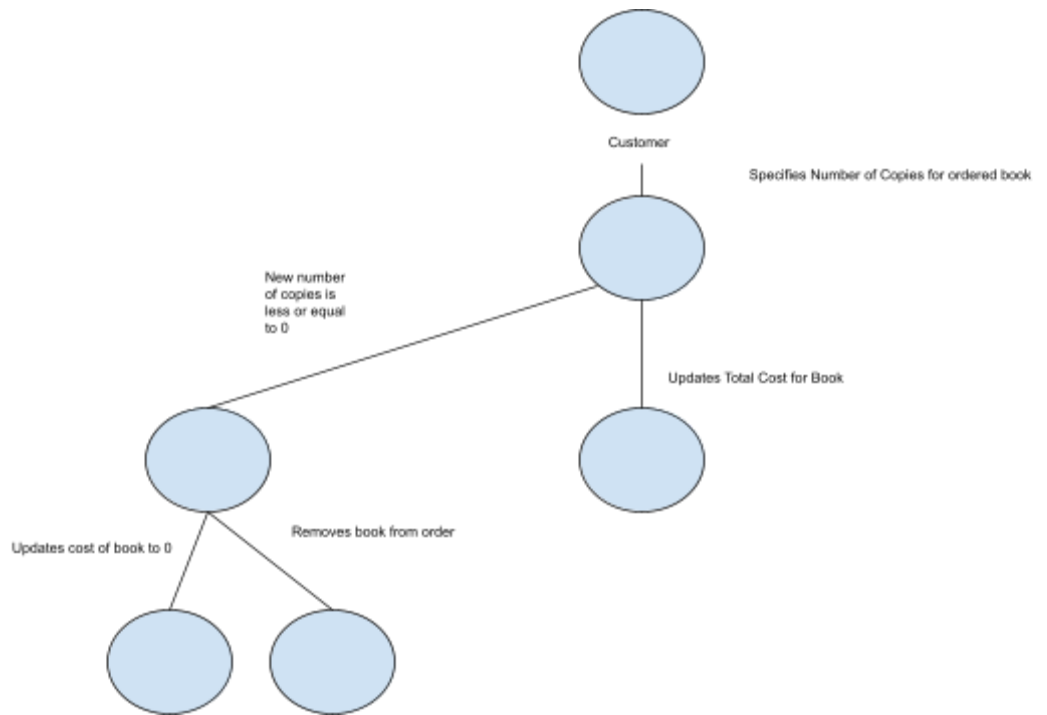 Customer
Specifies Number of Copies for ordered book
New number
of copies is
less or equal
to 0
Updates Total Cost for Book
Removes book from order
Updates cost of book to 0